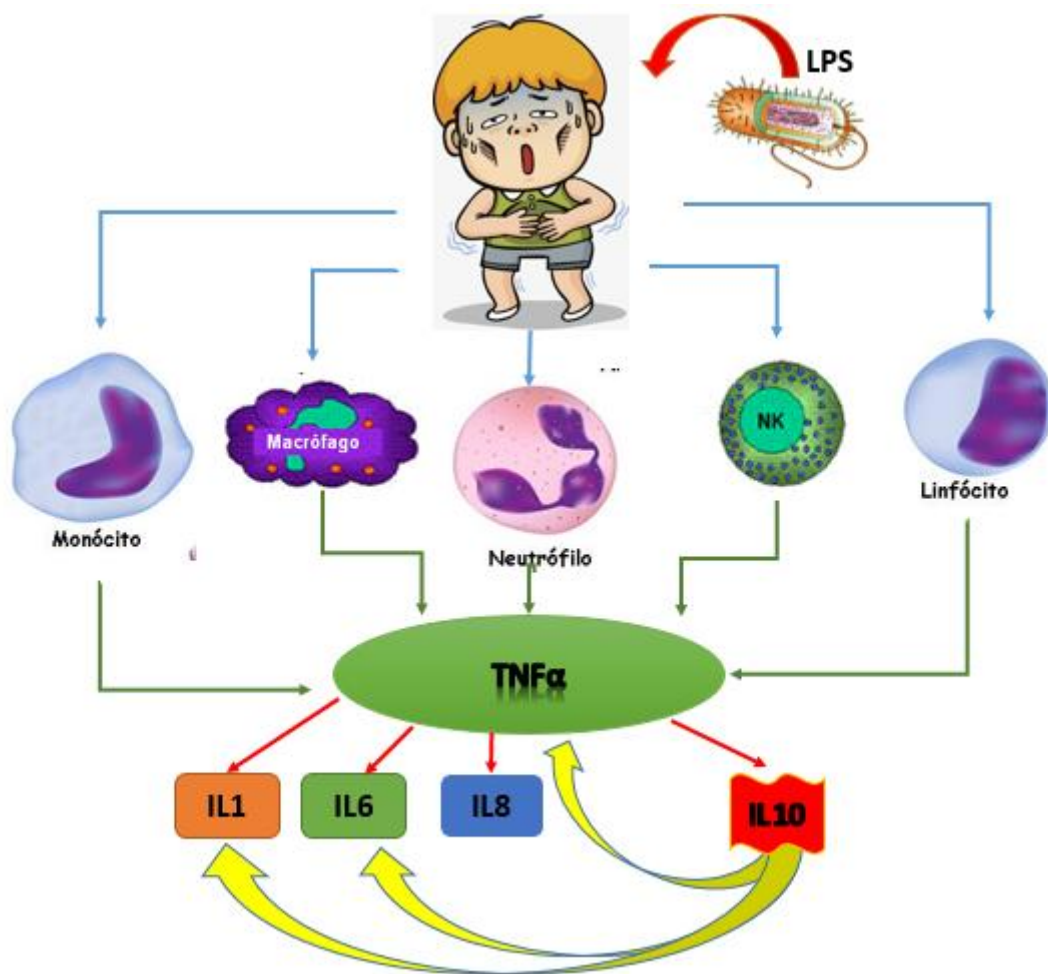 LPS
Macrófago
NK
Monócito
Neutrófilo
Linfócito
TNFα
IL1
IL6
IL8
IL10